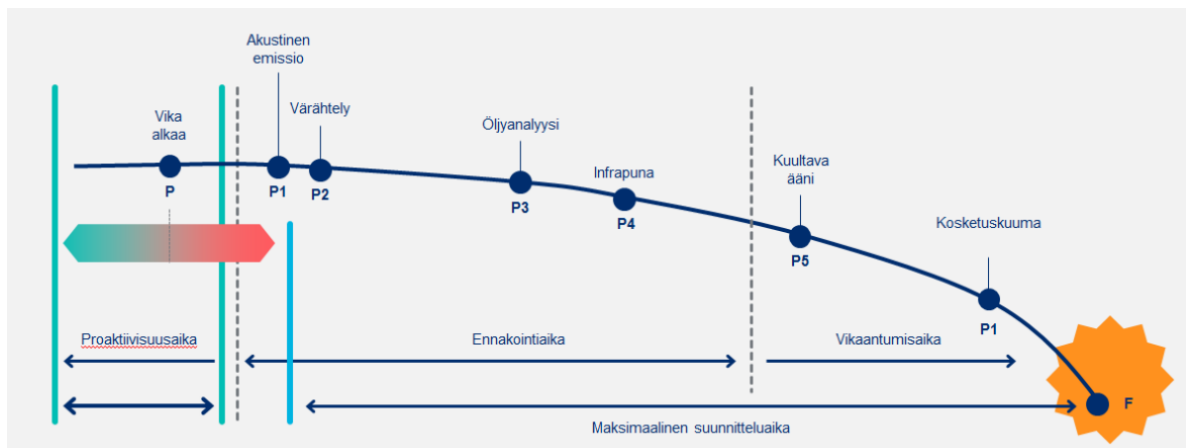 Akustinen
emissio
Vika
alkaa
Värähtely
Öljyanalyysi
Infrapuna
Kuultava
ääni
Kosketuskuuma
P
P1
P2
P3
P4
P5
P1
F
Proaktiivisuusaika
Ennakointiaika
Vikaantumisaika
Maksimaalinen suunnitteluaika